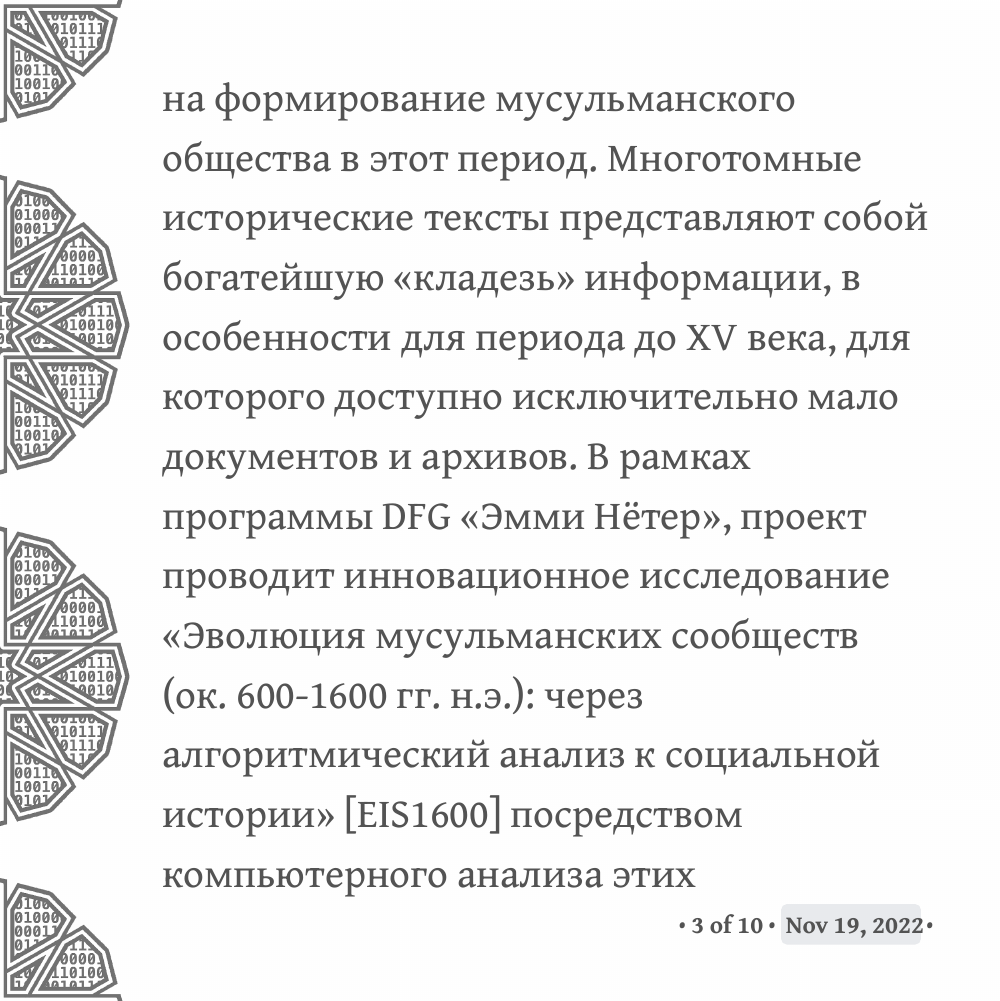 на формирование мусульманского
общества в этот период. Многотомные
исторические тексты представляют собой
богатейшую «кладезь» информации, в
особенности для периода до XV века, для
которого доступно исключительно мало
документов и архивов. В рамках
программы DFG «Эмми Нётер», проект
проводит инновационное исследование
«Эволюция мусульманских сообществ
(ок. 600-1600 гг. н.э.): через
алгоритмический анализ к социальной
истории» [EIS1600] посредством
компьютерного анализа этих
• 3 of 10 • Nov 19, 2022 •